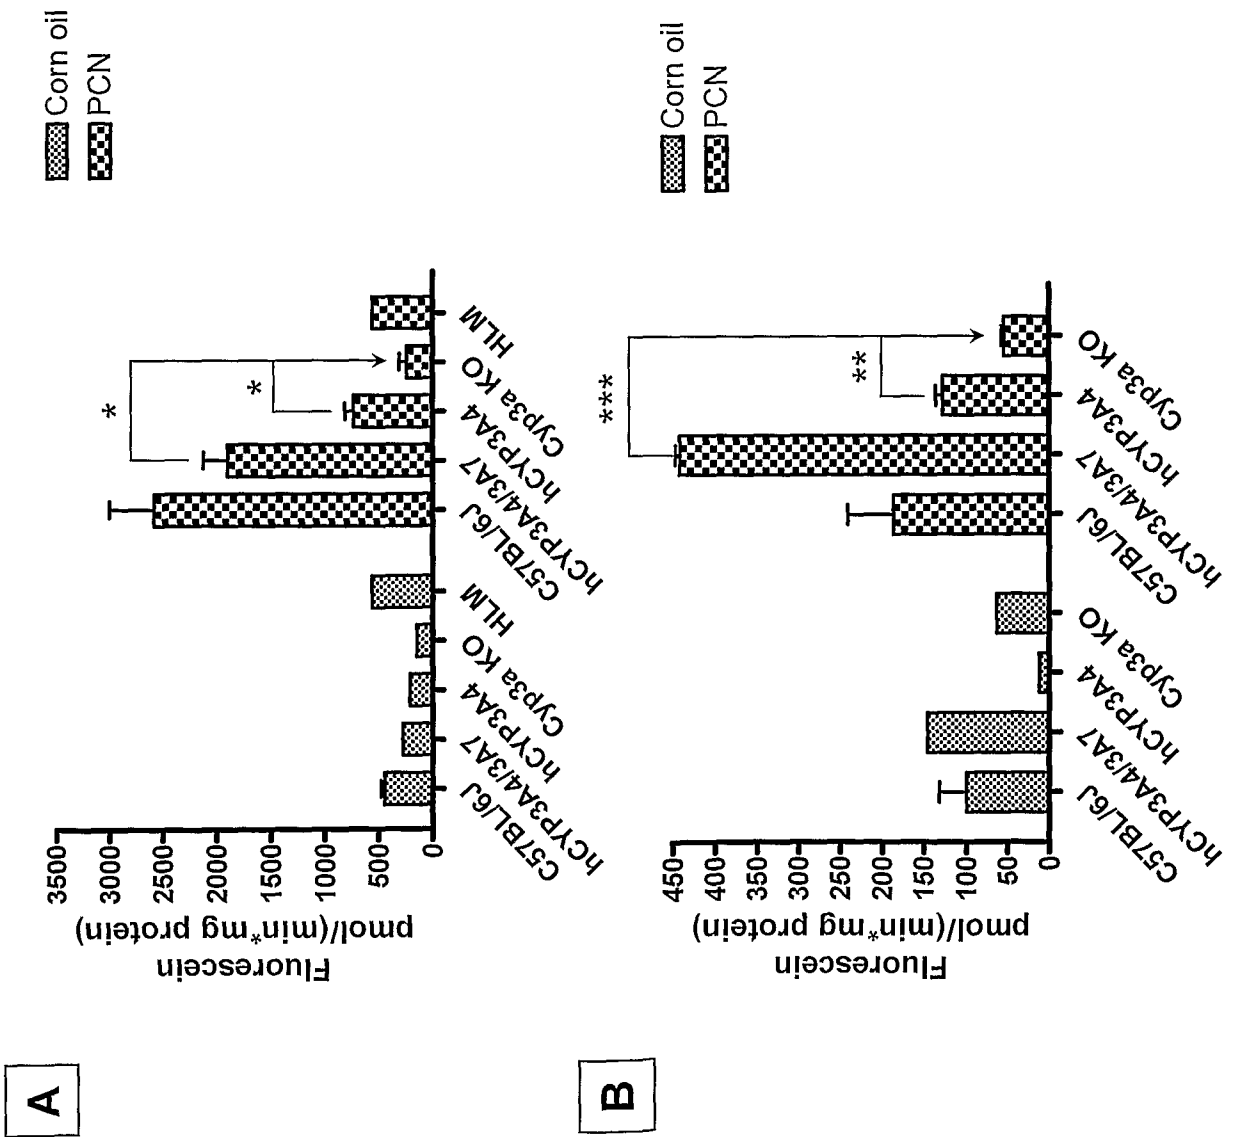 A
Fluorescein
pmol/(min*mg protein)
3500
3000
2500
2000
1500
1000
500
0
C57BL/6J
hCYP3A4/3A7
hCYP3A4
Cyp3a KO
HLM
C57BL/6J
hCYP3A4/3A7
hCYP3A4
Cyp3a KO
HLM
*
*
Corn oil
PCN
B
Fluorescein
pmol/(min*mg protein)
450
400
350
300
250
200
150
100
50
0
C57BL/6J
hCYP3A4/3A7
hCYP3A4
Cyp3a KO
C57BL/6J
hCYP3A4/3A7
hCYP3A4
Cyp3a KO
***
**
Corn oil
PCN